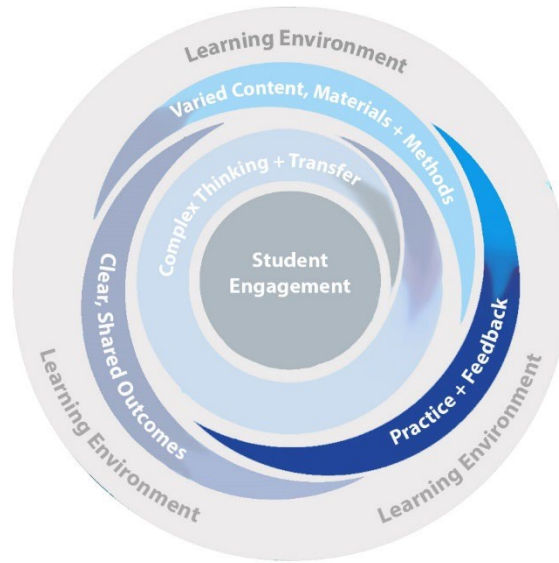 Learning Environment
Varied Content, Materials + Methods
Complex Thinking + Transfer
Student
Engagement
Clear, Shared Outcomes
Practice + Feedback
Learning Environment
Learning Environment